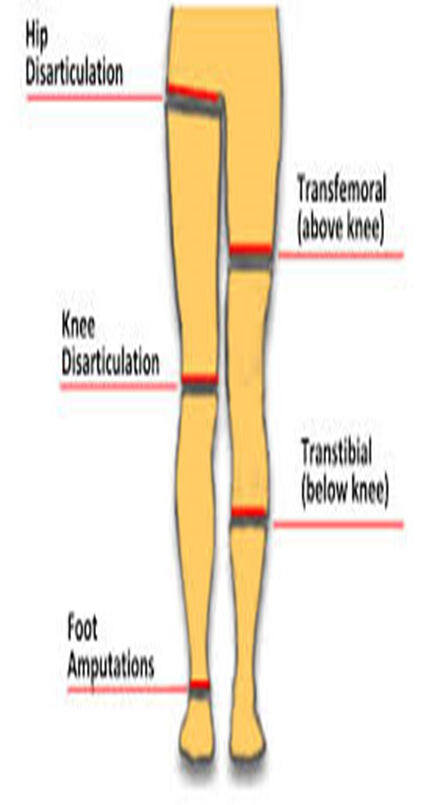 Hip
Disarticulation
Transfemoral
(above knee)
Knee
Disarticulation
Transtibial
(below knee)
Foot
Amputations